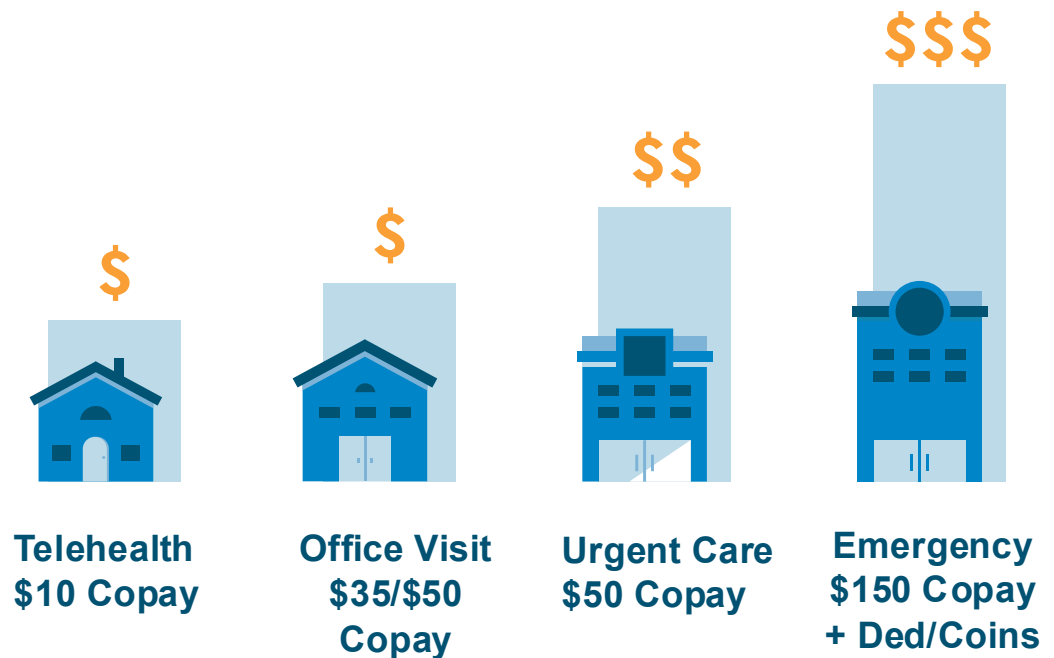 $
$
$$
$$$
Telehealth
$10 Copay
Office Visit
$35/$50
Copay
Urgent Care
$50 Copay
Emergency
$150 Copay
+ Ded/Coins